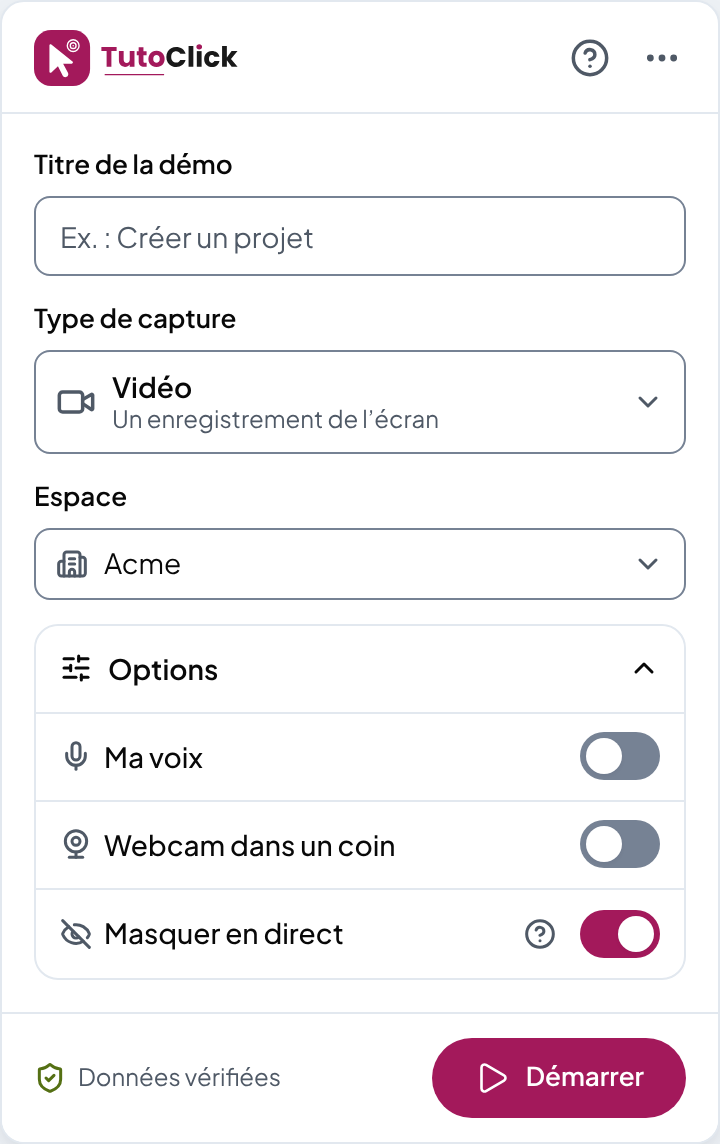 TutoClick
Titre de la démo
Ex. : Créer un projet
Type de capture
Vidéo
Un enregistrement de l’écran
Espace
Acme
Options
Ma voix
Webcam dans un coin
Masquer en direct
Données vérifiées
Démarrer